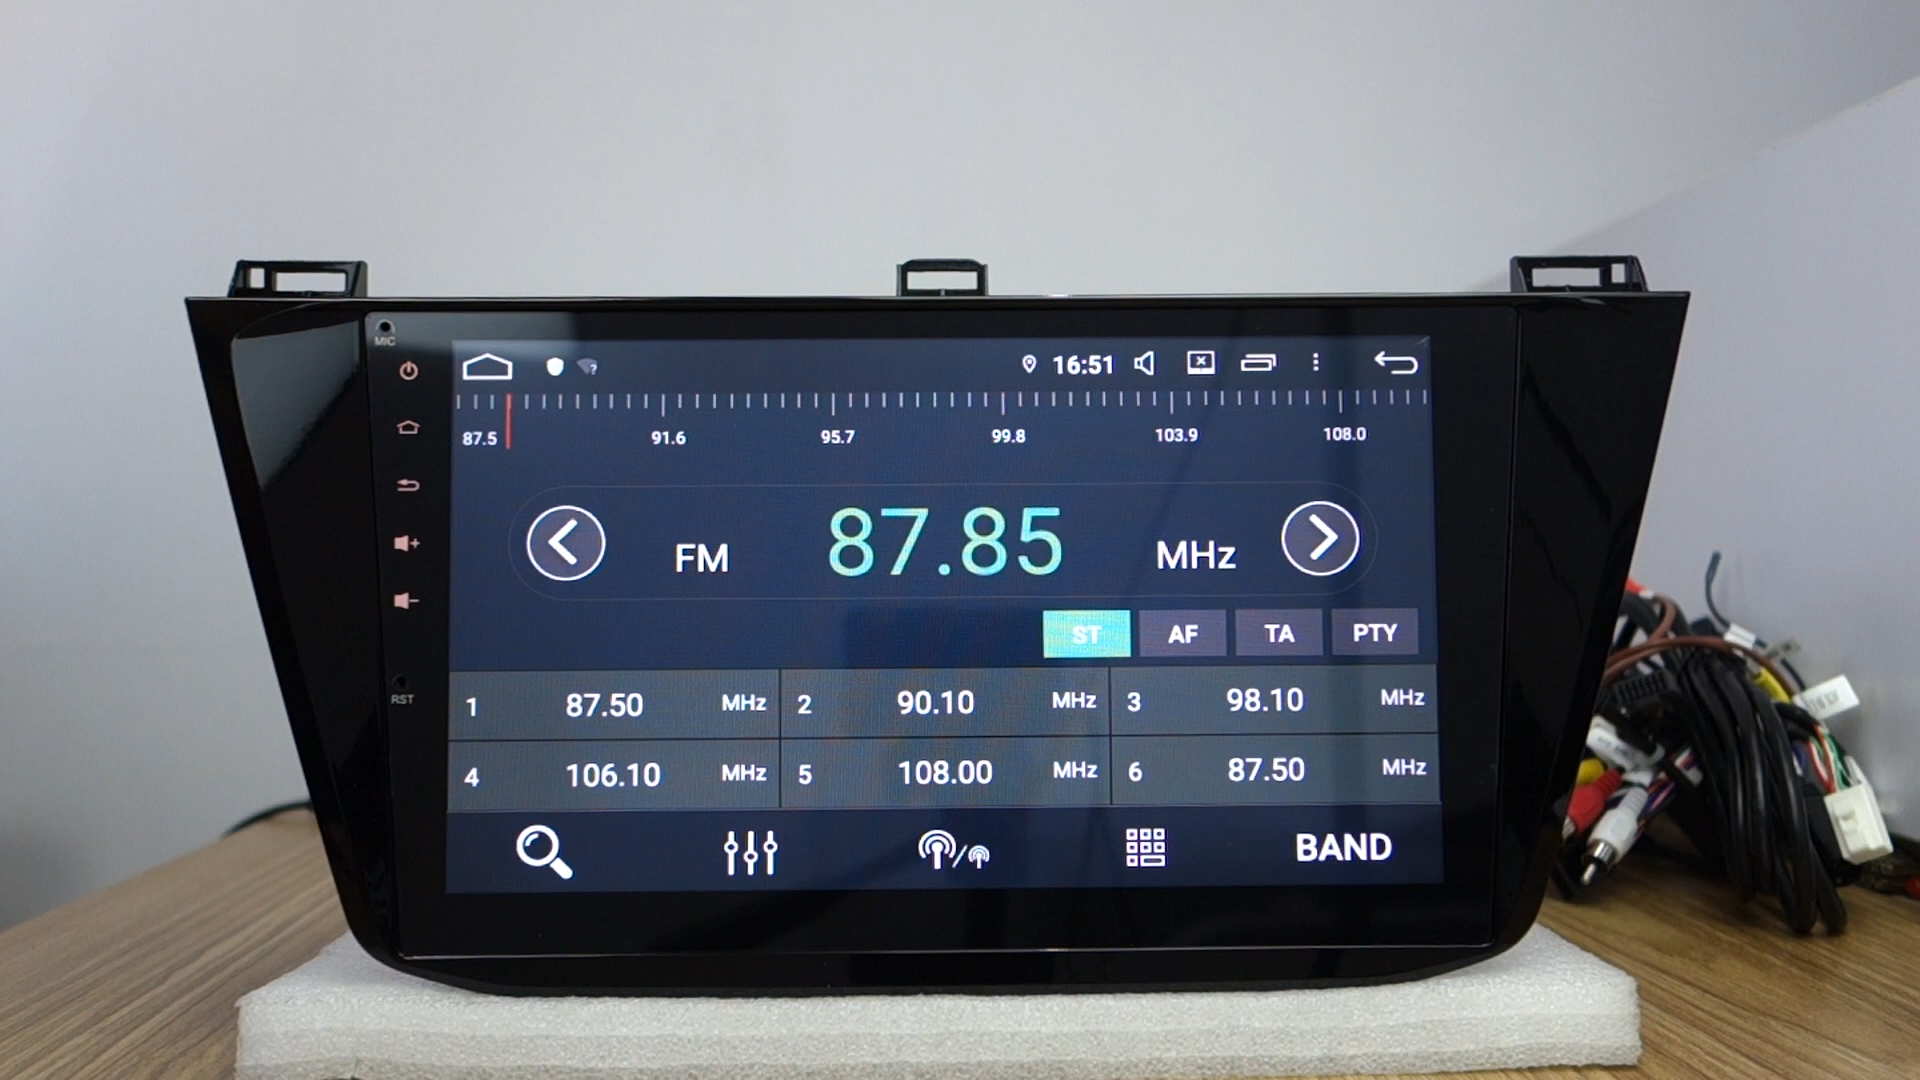 MIC
16:51
87.5 91.6 95.7 99.8 103.9 108.0
FM 87.85 MHz
ST AF TA PTY
RST
1 87.50 MHz 2 90.10 MHz 3 98.10 MHz
4 106.10 MHz 5 108.00 MHz 6 87.50 MHz
BAND